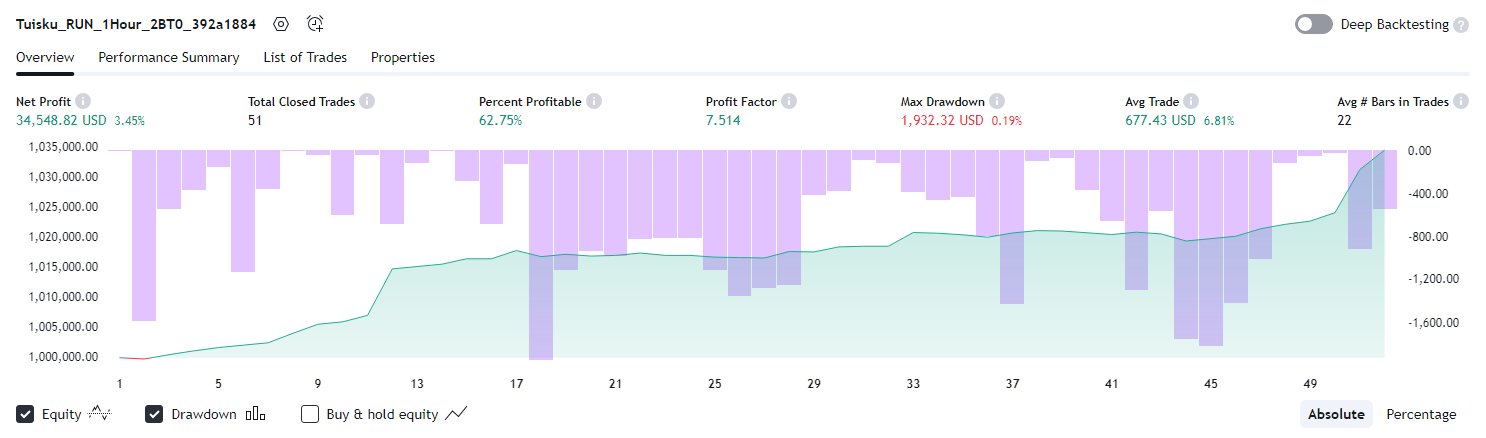 Tuisku_RUN_1Hour_2BT0_392a1884 Deep Backtesting ?
Overview Performance Summary List of Trades Properties
Net Profit i Total Closed Trades i Percent Profitable i Profit Factor i Max Drawdown i Avg Trade i Avg # Bars in Trades i
34,548.82 USD 3.45% 51 62.75% 7.514 1,932.32 USD 0.19% 677.43 USD 6.81% 22
1,035,000.00 0.00
1,030,000.00
-400.00
1,025,000.00
1,020,000.00 -800.00
1,015,000.00
-1,200.00
1,010,000.00
1,005,000.00 -1,600.00
1,000,000.00
1 5 9 13 17 21 25 29 33 37 41 45 49
Equity Drawdown Buy & hold equity Absolute Percentage